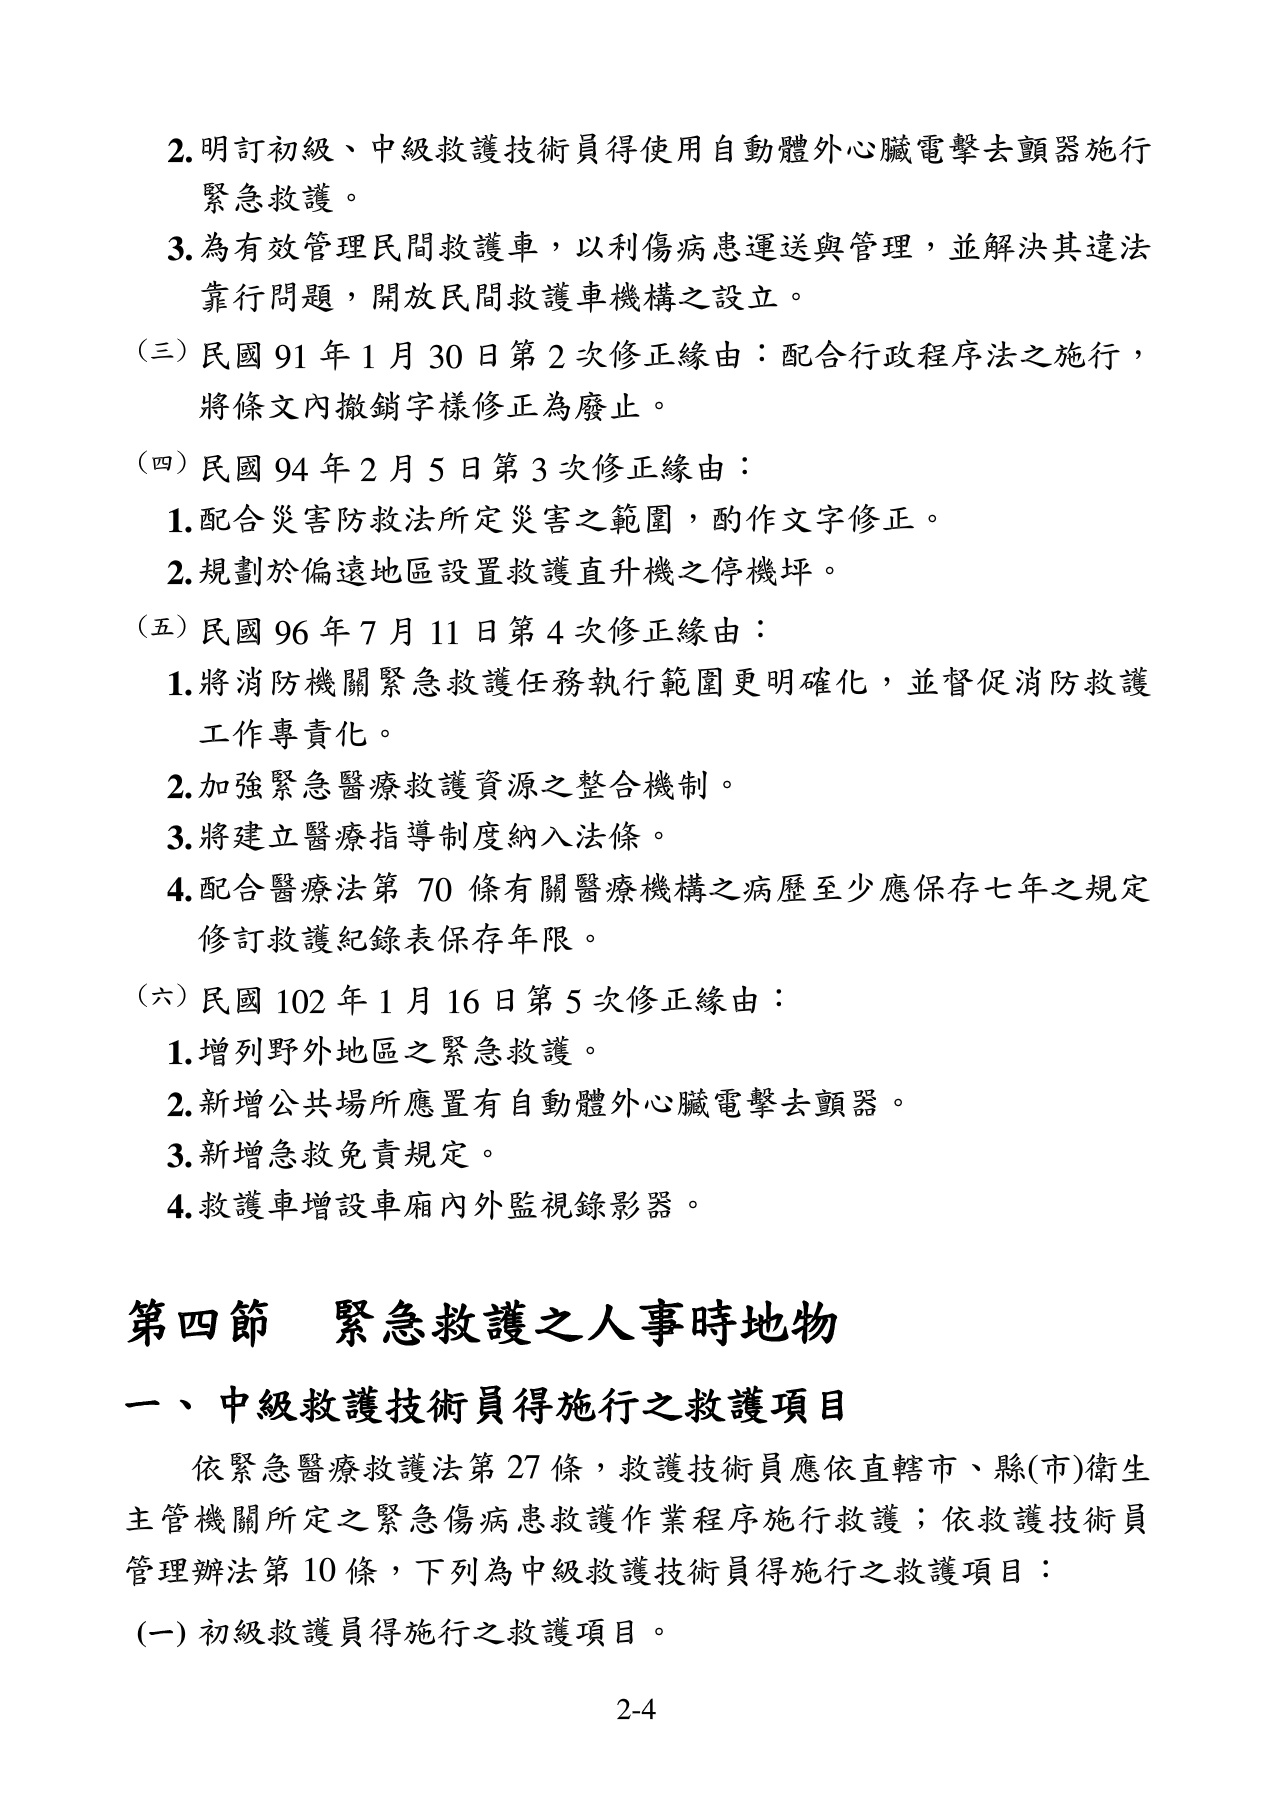 2.明訂初級、中級救護技術員得使用自動體外心臟電擊去顫器施行
緊急救護。
3.為有效管理民間救護車，以利傷病患運送與管理，並解決其違法
靠行問題，開放民間救護車機構之設立。
（三）民國 91 年 1 月 30 日第 2 次修正緣由：配合行政程序法之施行，
將條文內撤銷字樣修正為廢止。
（四）民國 94 年 2 月 5 日第 3 次修正緣由：
1.配合災害防救法所定災害之範圍，酌作文字修正。
2.規劃於偏遠地區設置救護直升機之停機坪。
（五）民國 96 年 7 月 11 日第 4 次修正緣由：
1.將消防機關緊急救護任務執行範圍更明確化，並督促消防救護
工作專責化。
2.加強緊急醫療救護資源之整合機制。
3.將建立醫療指導制度納入法條。
4.配合醫療法第 70 條有關醫療機構之病歷至少應保存七年之規定
修訂救護紀錄表保存年限。
（六）民國 102 年 1 月 16 日第 5 次修正緣由：
1.增列野外地區之緊急救護。
2.新增公共場所應置有自動體外心臟電擊去顫器。
3.新增急救免責規定。
4.救護車增設車廂內外監視錄影器。
第四節　緊急救護之人事時地物
一、中級救護技術員得施行之救護項目
依緊急醫療救護法第 27 條，救護技術員應依直轄市、縣(市)衛生
主管機關所定之緊急傷病患救護作業程序施行救護；依救護技術員
管理辦法第 10 條，下列為中級救護技術員得施行之救護項目：
(一) 初級救護員得施行之救護項目。
2-4